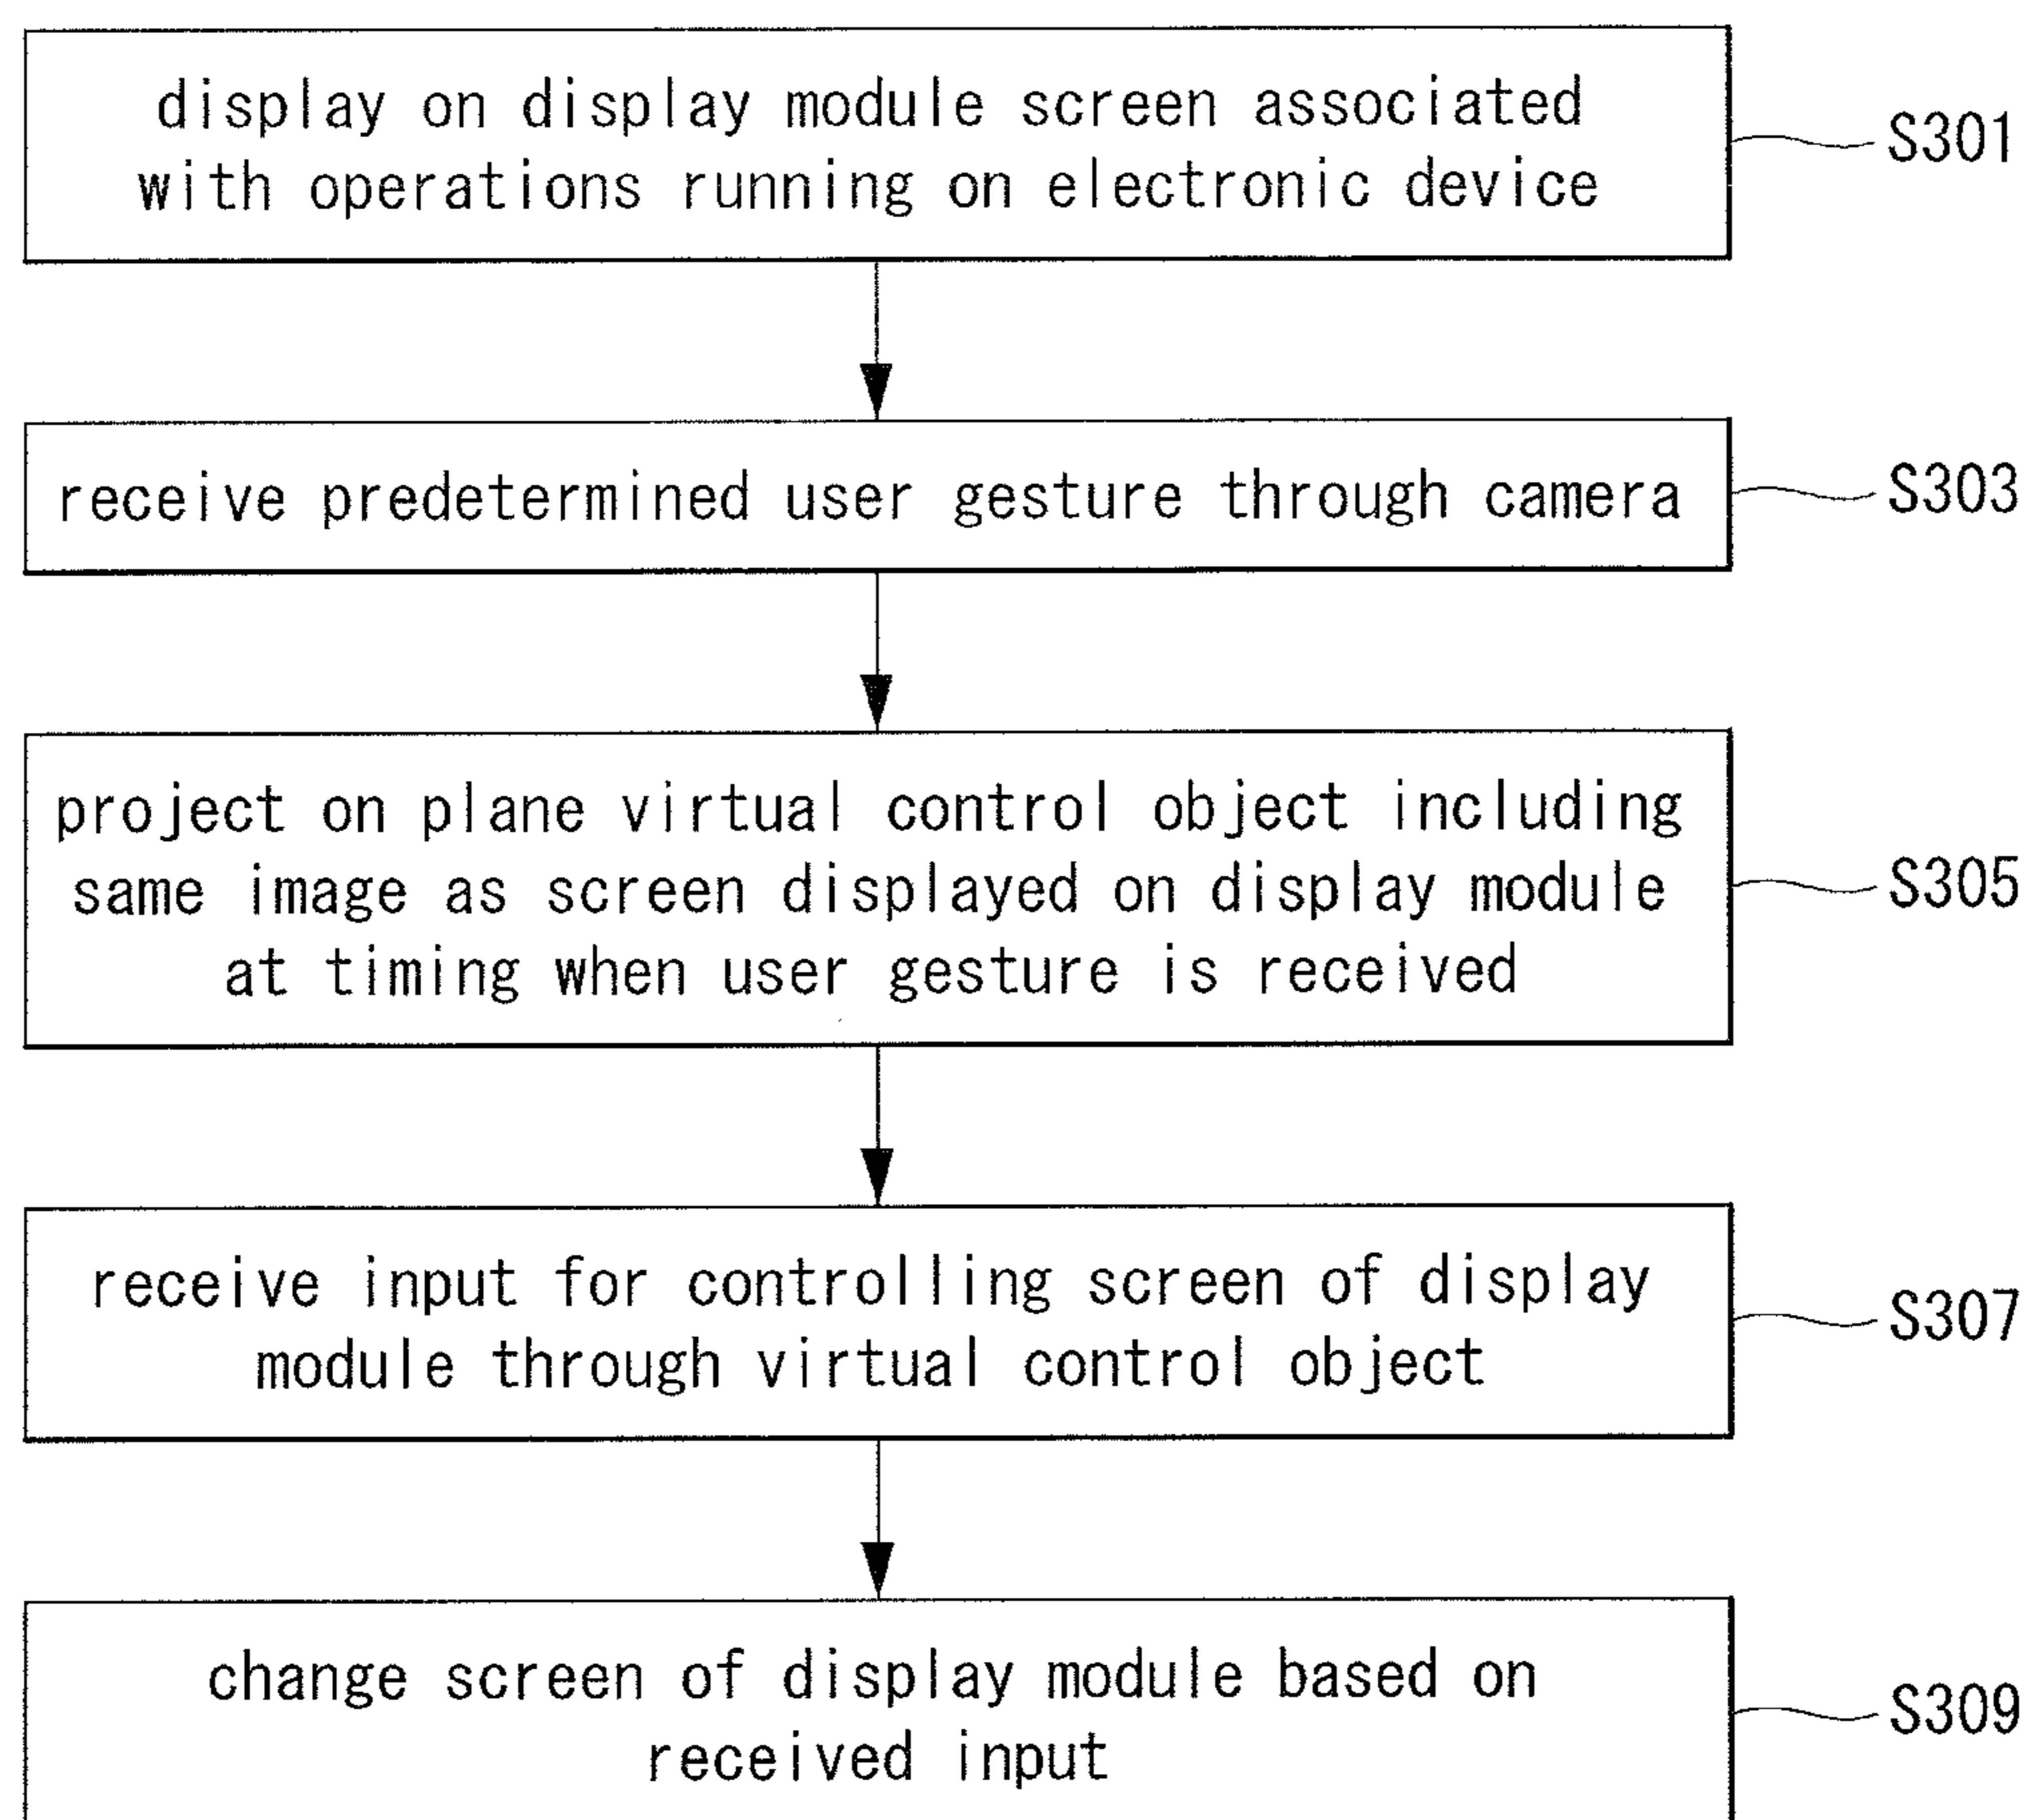 display on display module screen associated
with operations running on electronic device
S301
receive predetermined user gesture through camera
S303
project on plane virtual control object including
same image as screen displayed on display module
at timing when user gesture is received
S305
receive input for controlling screen of display
module through virtual control object
S307
change screen of display module based on
received input
S309